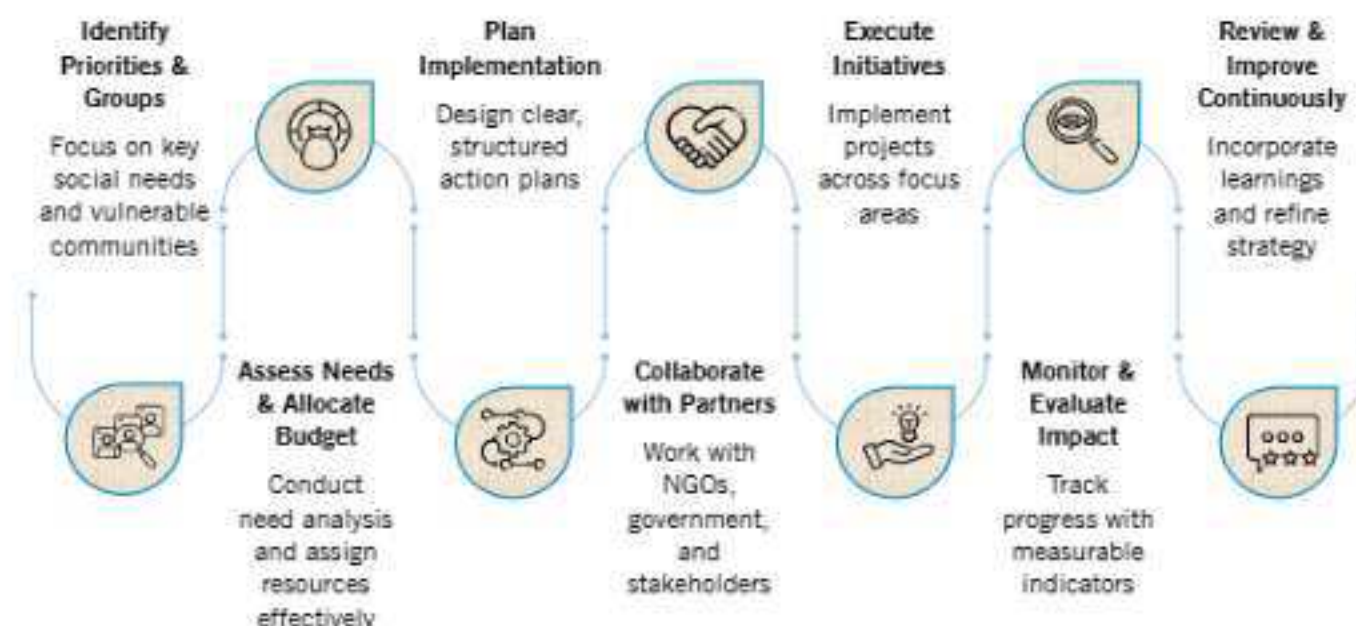 Identify
Priorities &
Groups
Focus on key
social needs
and vulnerable
communities
Assess Needs
& Allocate
Budget
Conduct
need analysis
and assign
resources
effectively
Plan
Implementation
Design clear,
structured
action plans
Collaborate
with Partners
Work with
NGOs,
government,
and
stakeholders
Execute
Initiatives
Implement
projects
across focus
areas
Monitor &
Evaluate
Impact
Track
progress with
measurable
indicators
Review &
Improve
Continuously
Incorporate
learnings
and refine
strategy